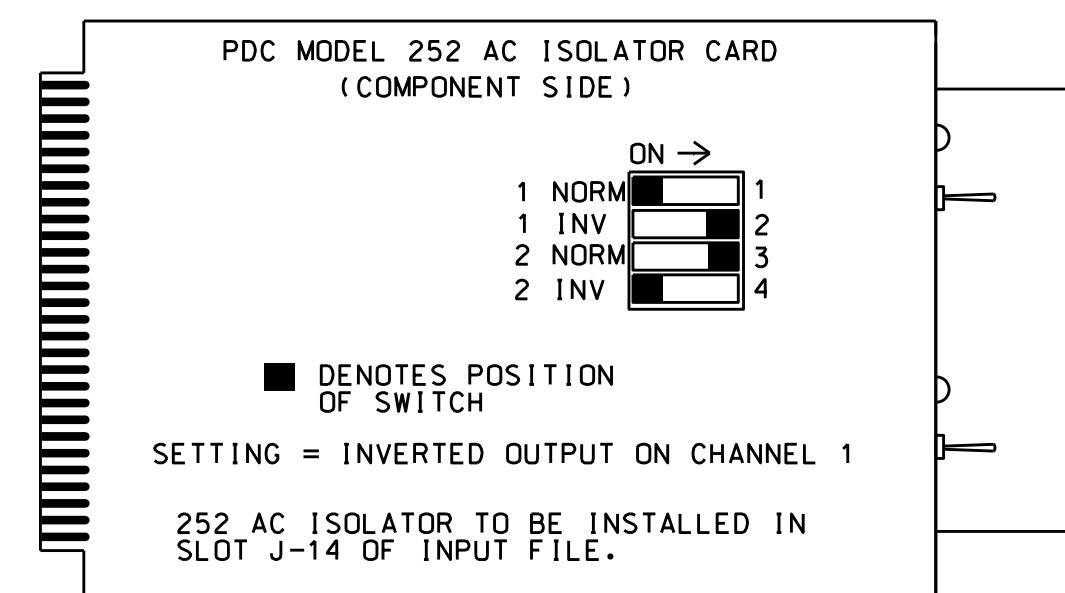 PDC MODEL 252 AC ISOLATOR CARD
(COMPONENT SIDE)
ON →
1 NORM 1
1 INV 2
2 NORM 3
2 INV 4
DENOTES POSITION
OF SWITCH
SETTING = INVERTED OUTPUT ON CHANNEL 1
252 AC ISOLATOR TO BE INSTALLED IN
SLOT J-14 OF INPUT FILE.